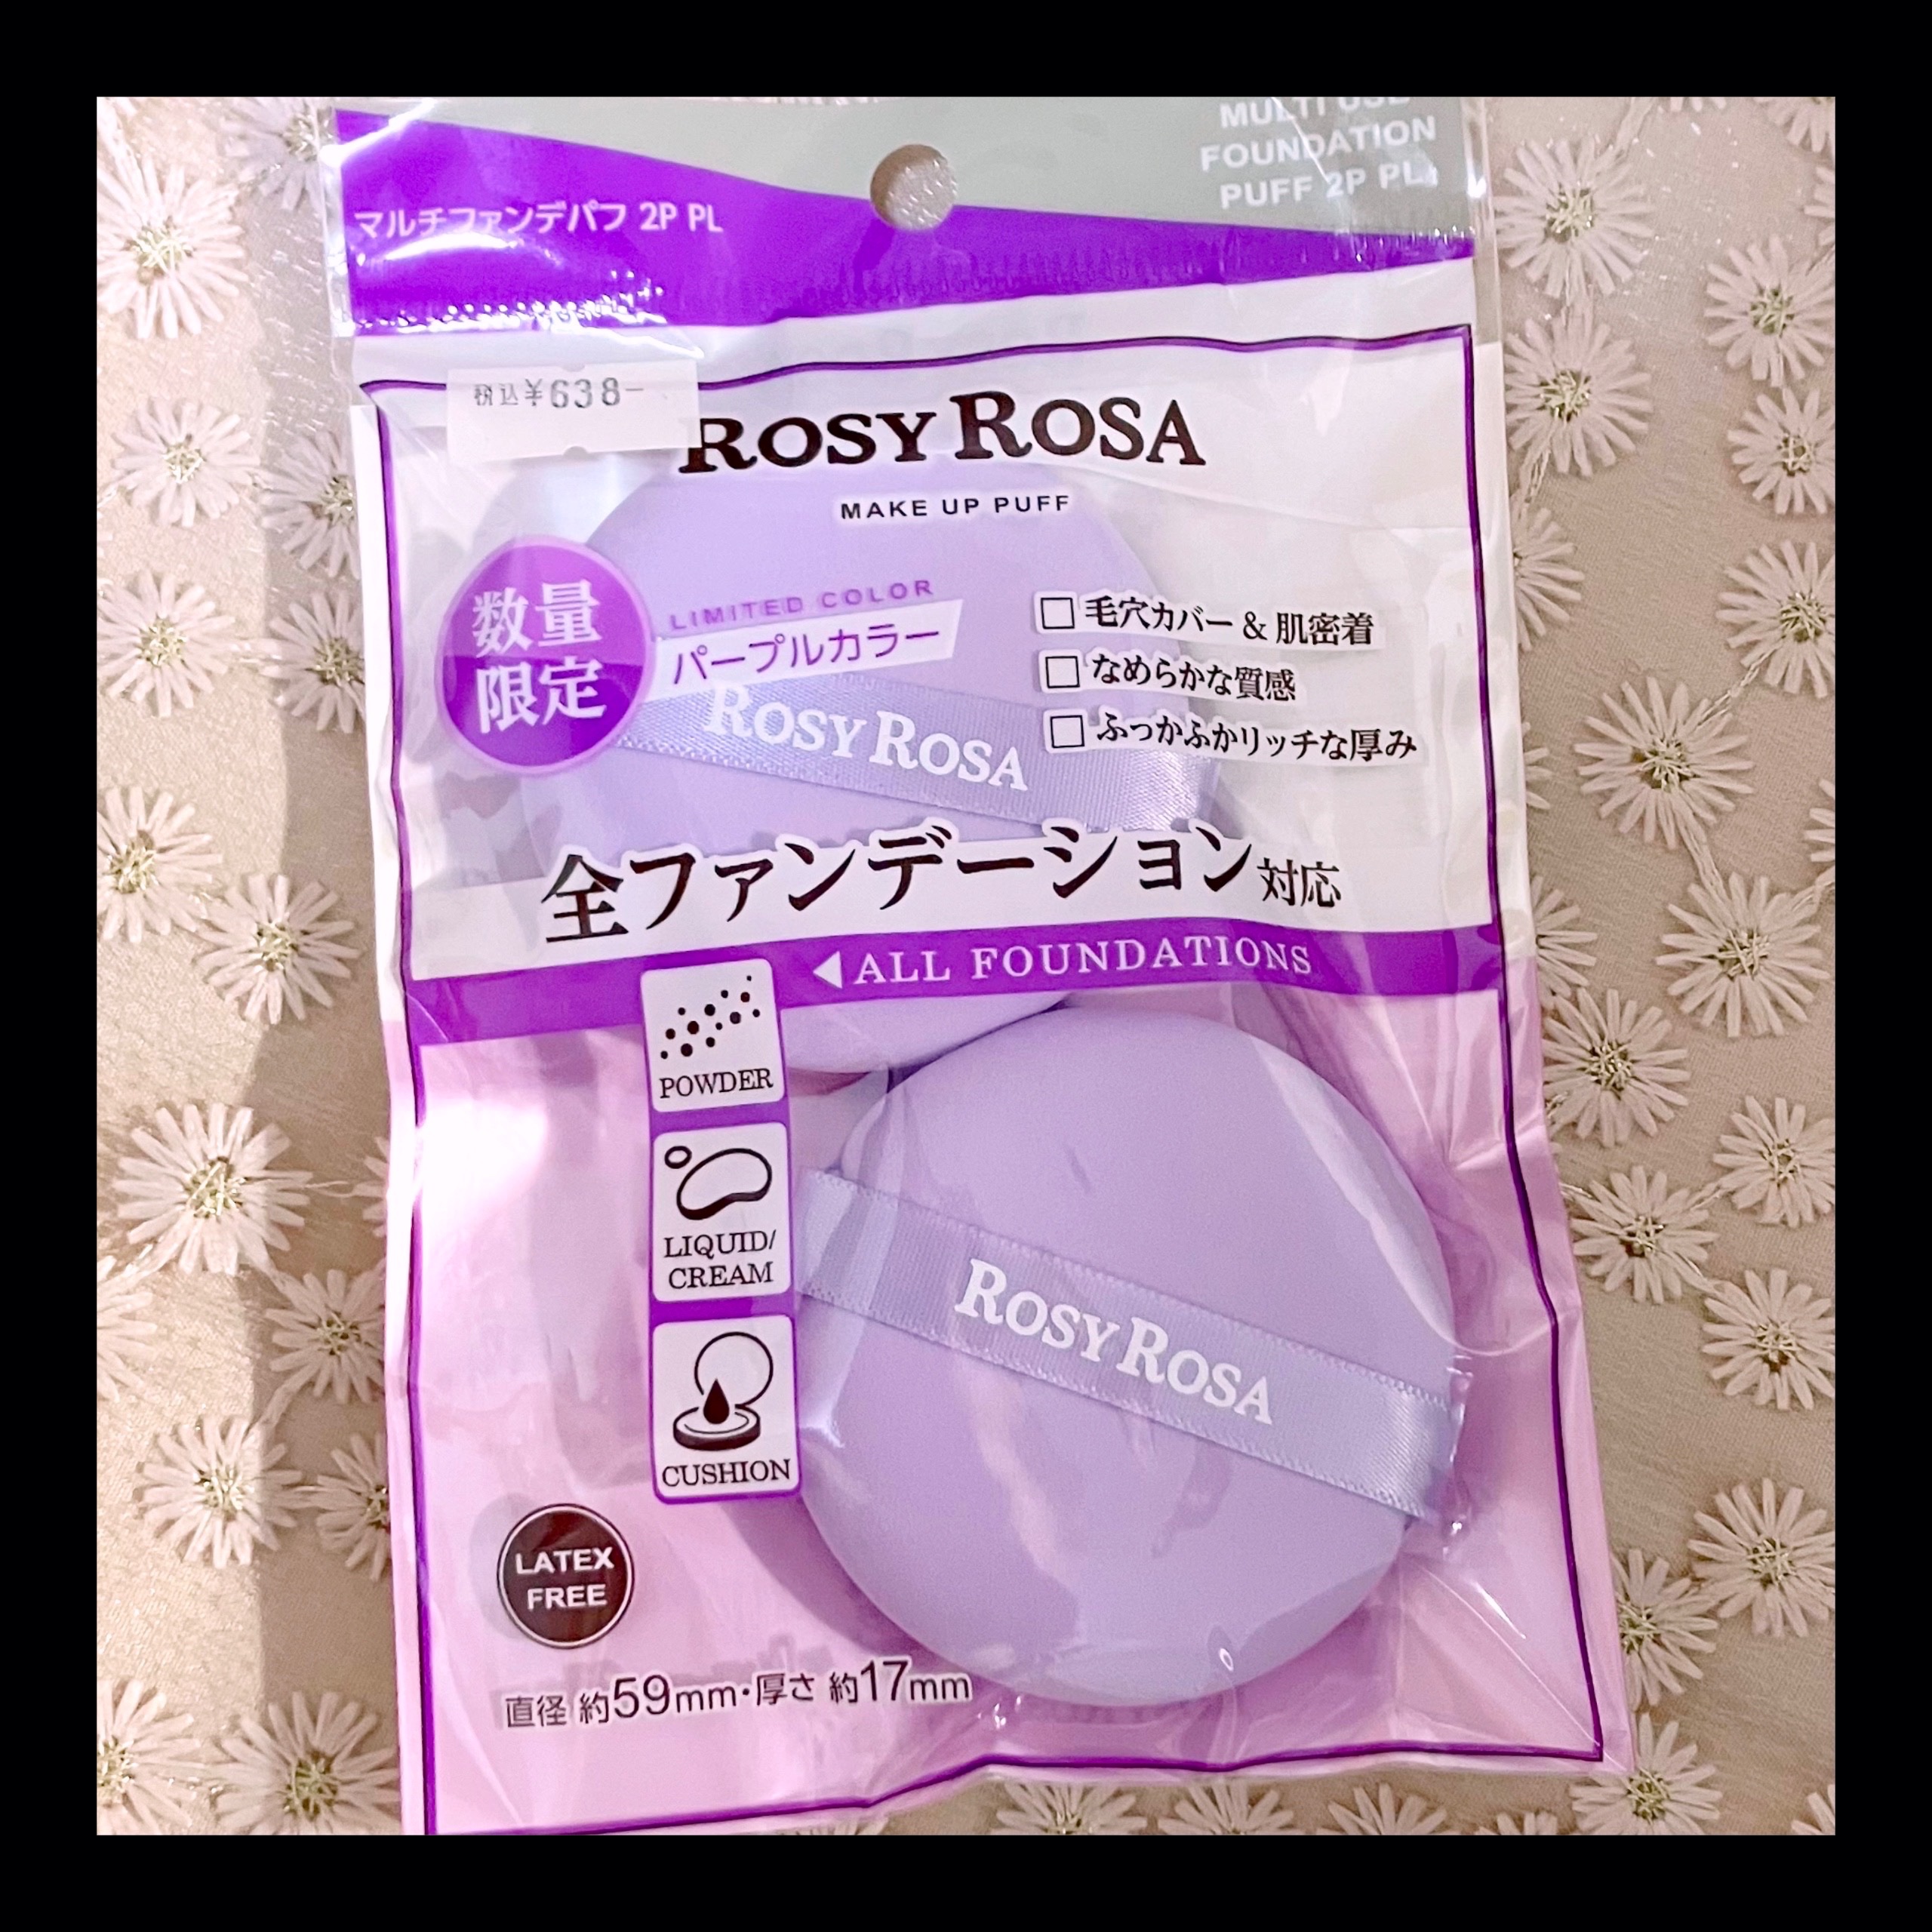 MULTI USE
FOUNDATION
PUFF 2P PL
マルチファンデパフ 2P PL
税込¥638-
ROSY ROSA
MAKE UP PUFF
数量
限定
LIMITED COLOR
パープルカラー
□ 毛穴カバー & 肌密着
□ なめらかな質感
□ ふっかふかリッチな厚み
ROSY ROSA
全ファンデーション対応
◀ALL FOUNDATIONS
POWDER
LIQUID/
CREAM
CUSHION
ROSY ROSA
LATEX
FREE
直径 約59mm・厚さ 約17mm